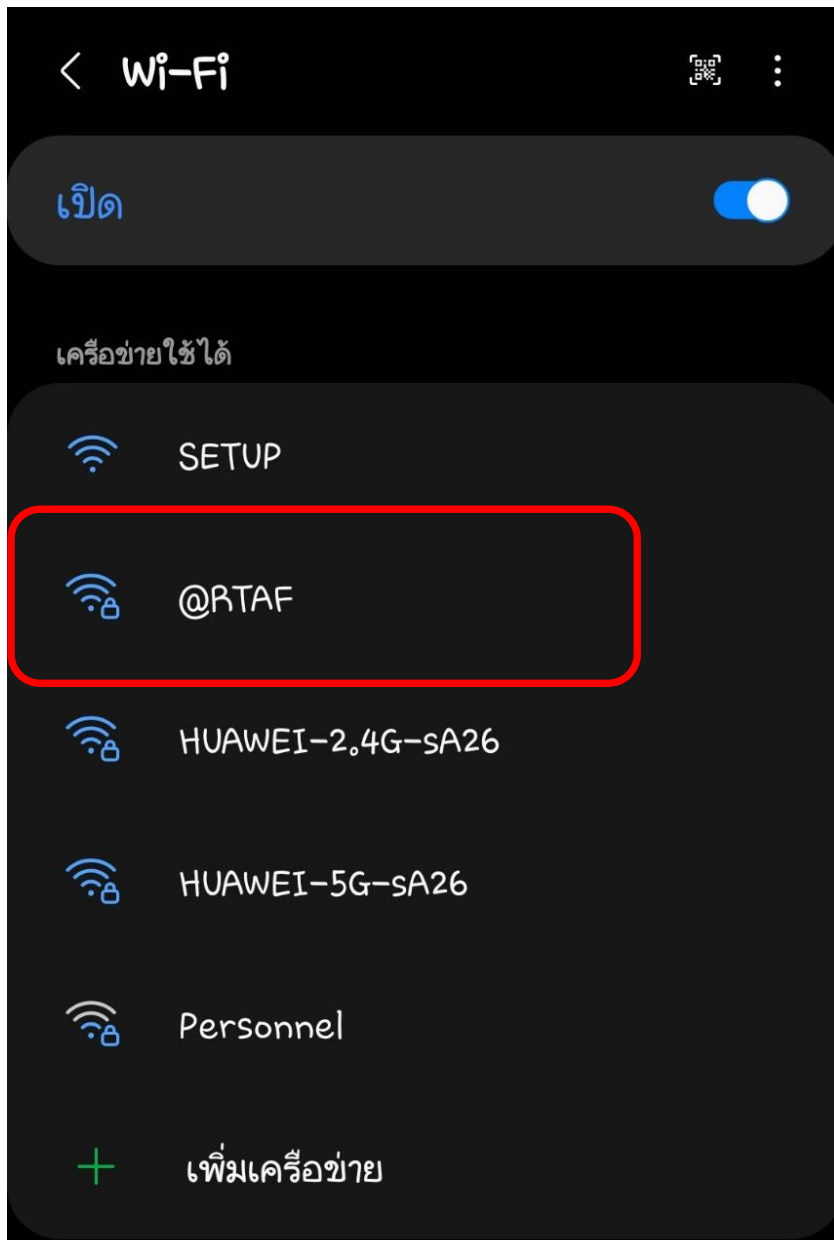 Wi-Fi
เปิด
เครือข่ายใช้ได้
SETUP
@RTAF
HUAWEI-2.4G-sA26
HUAWEI-5G-sA26
Personnel
เพิ่มเครือข่าย